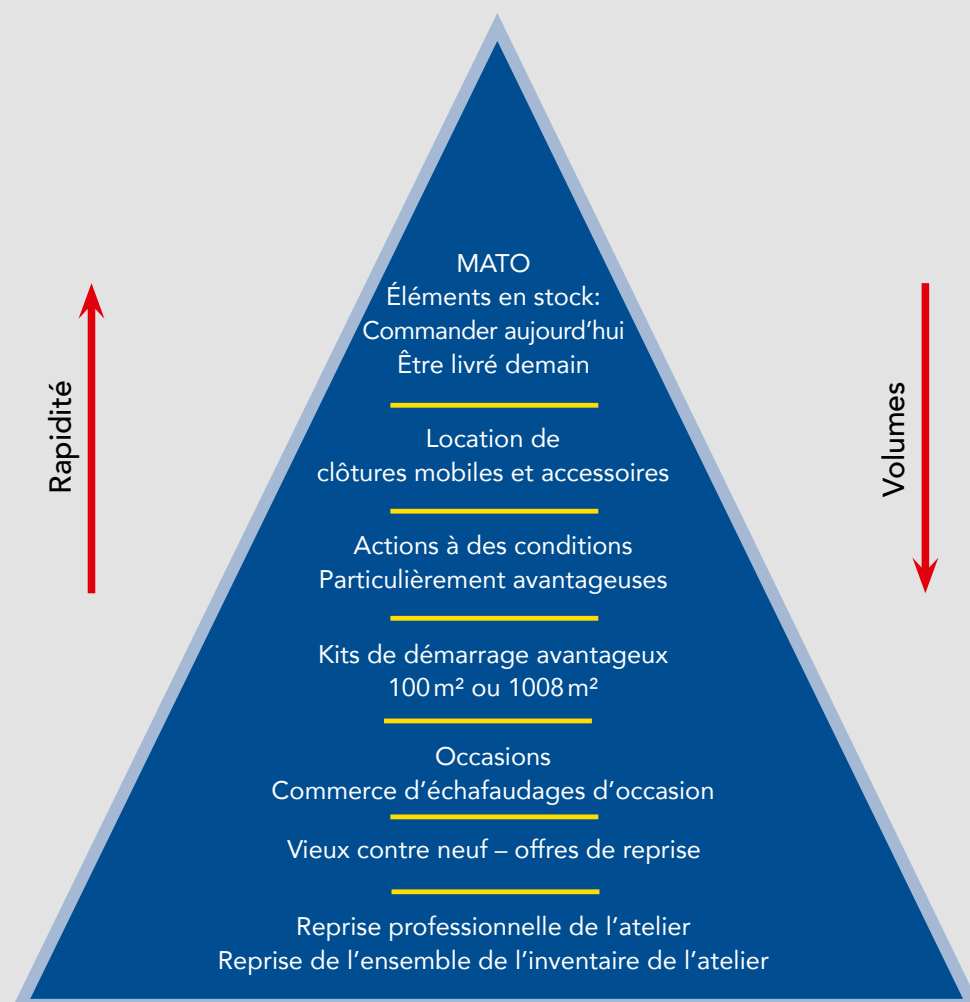 MATO
Éléments en stock:
Commander aujourd’hui
Être livré demain
Rapidité
Volumes
Location de
clôtures mobiles et accessoires
Actions à des conditions
Particulièrement avantageuses
Kits de démarrage avantageux
100 m² ou 1008 m²
Occasions
Commerce d’échafaudages d’occasion
Vieux contre neuf – offres de reprise
Reprise professionnelle de l’atelier
Reprise de l’ensemble de l’inventaire de l’atelier